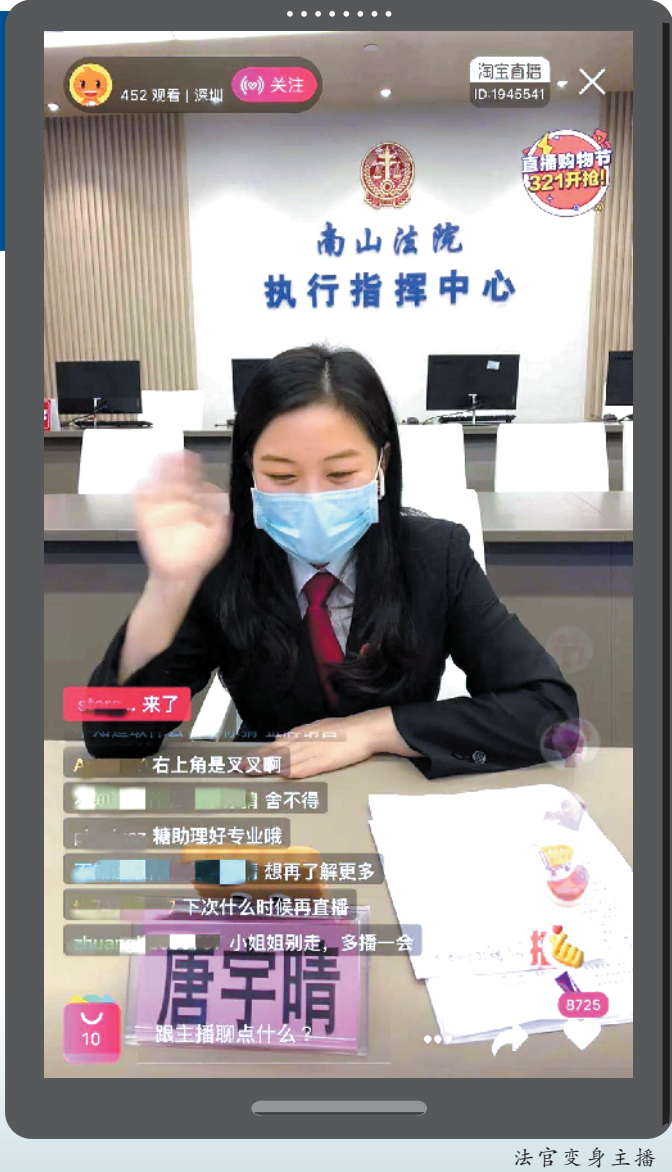 452 观看 | 深圳
关注
淘宝直播
ID:1945541
直播购物节
321开抢!
南山法院
执行指挥中心
来了
右上角是叉叉啊
舍不得
糖助理好专业哦
想再了解更多
下次什么时候再直播
小姐姐别走，多播一会
唐宇晴
10
跟主播聊点什么？
8725
法官变身主播